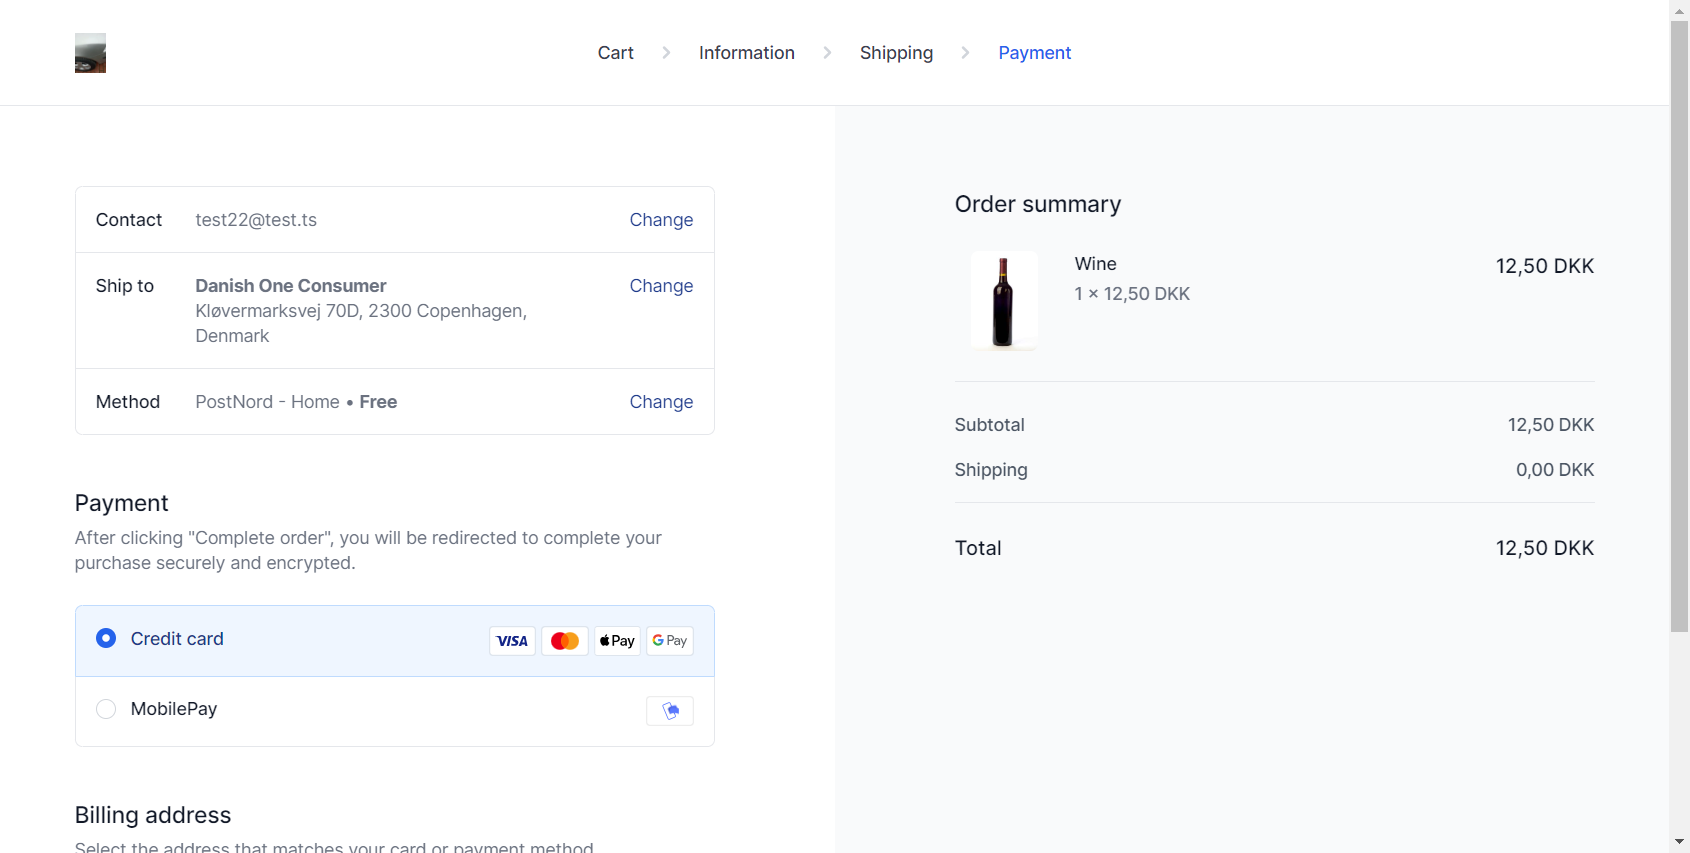 Cart
Information
Shipping
Payment
Contact
test22@test.ts
Change
Ship to
Danish One Consumer
Kløvermarksvej 70D, 2300 Copenhagen,
Denmark
Change
Method
PostNord - Home • Free
Change
Payment
After clicking "Complete order", you will be redirected to complete your
purchase securely and encrypted.
Credit card
VISA
Pay
G Pay
MobilePay
Billing address
Select the address that matches your card or payment method.
Order summary
Wine
1 × 12,50 DKK
12,50 DKK
Subtotal
12,50 DKK
Shipping
0,00 DKK
Total
12,50 DKK